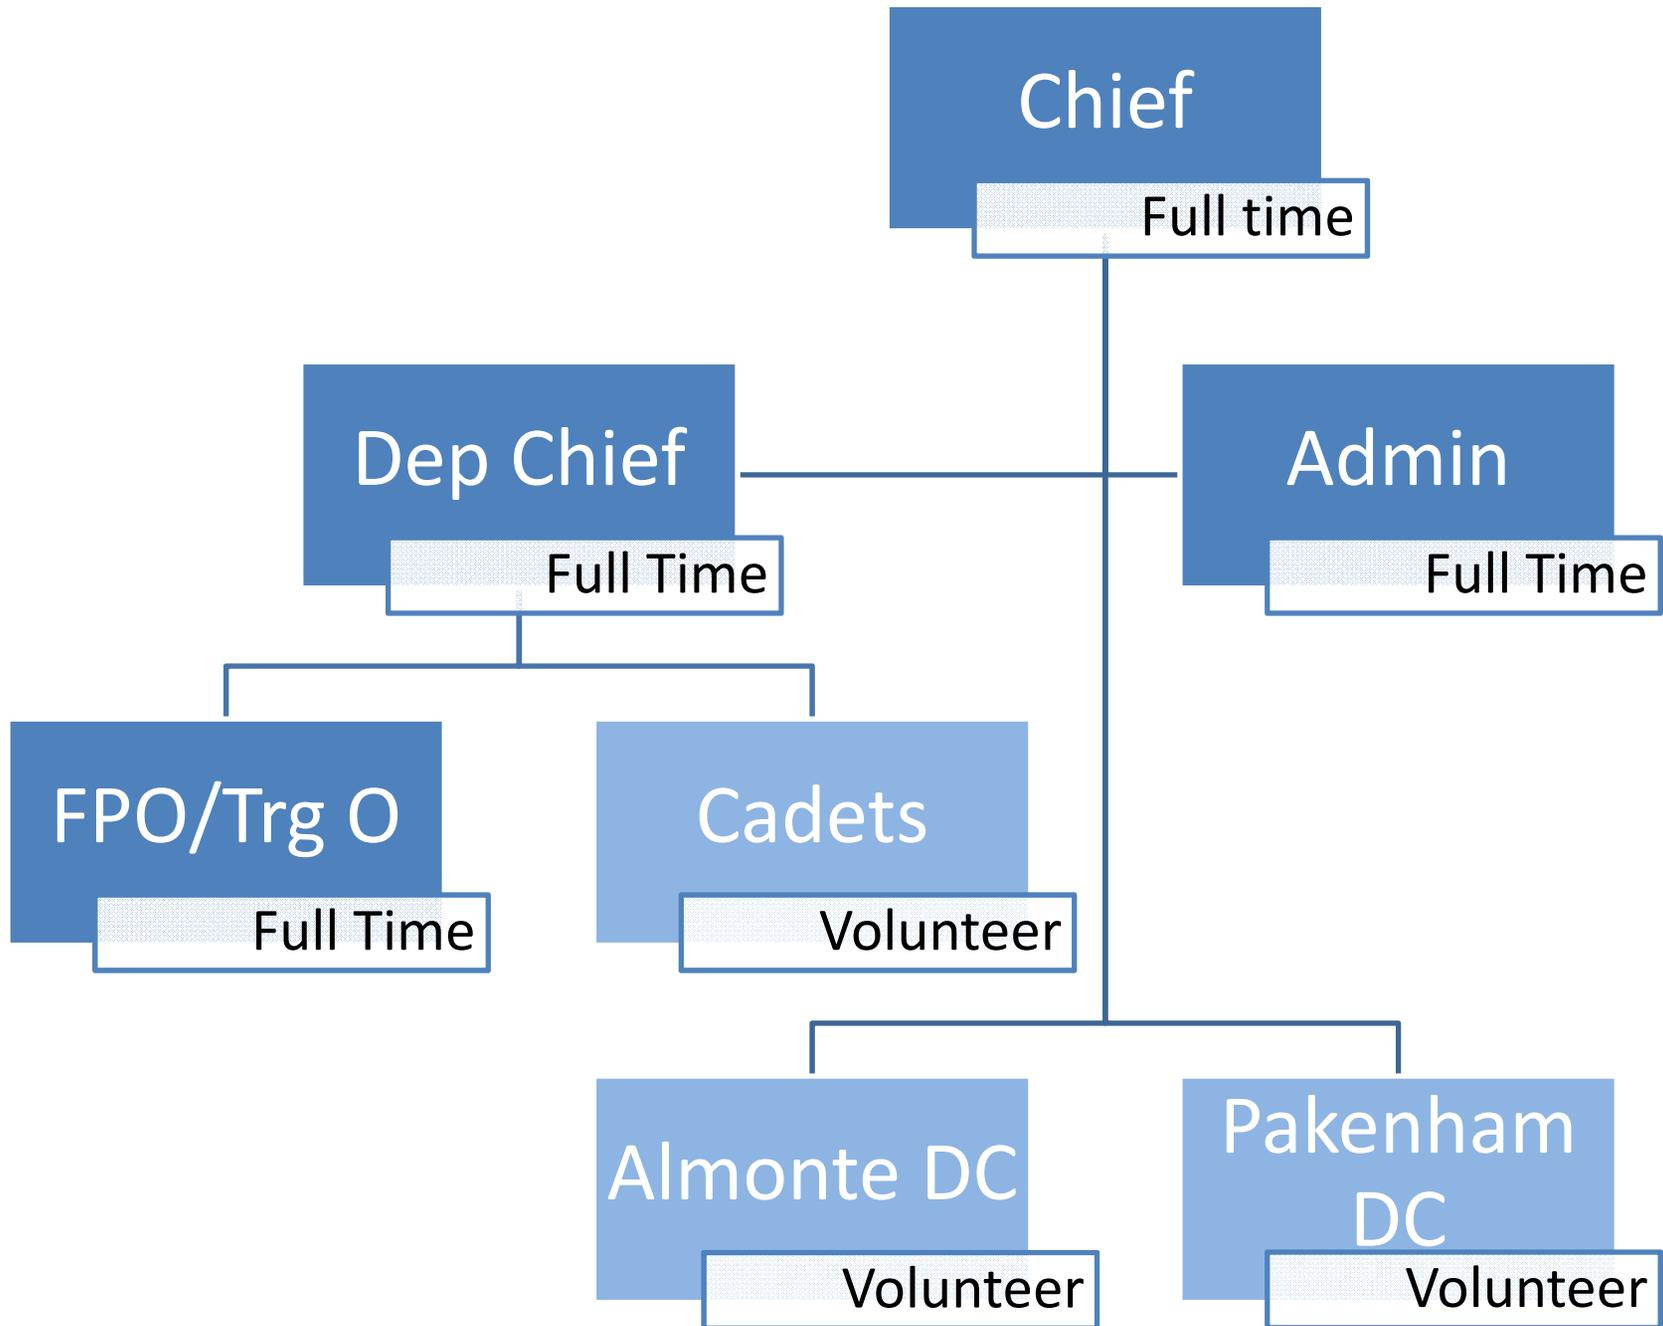 Chief
Full time
Dep Chief
Full Time
Admin
Full Time
FPO/Trg O
Full Time
Cadets
Volunteer
Almonte DC
Volunteer
Pakenham
DC
Volunteer